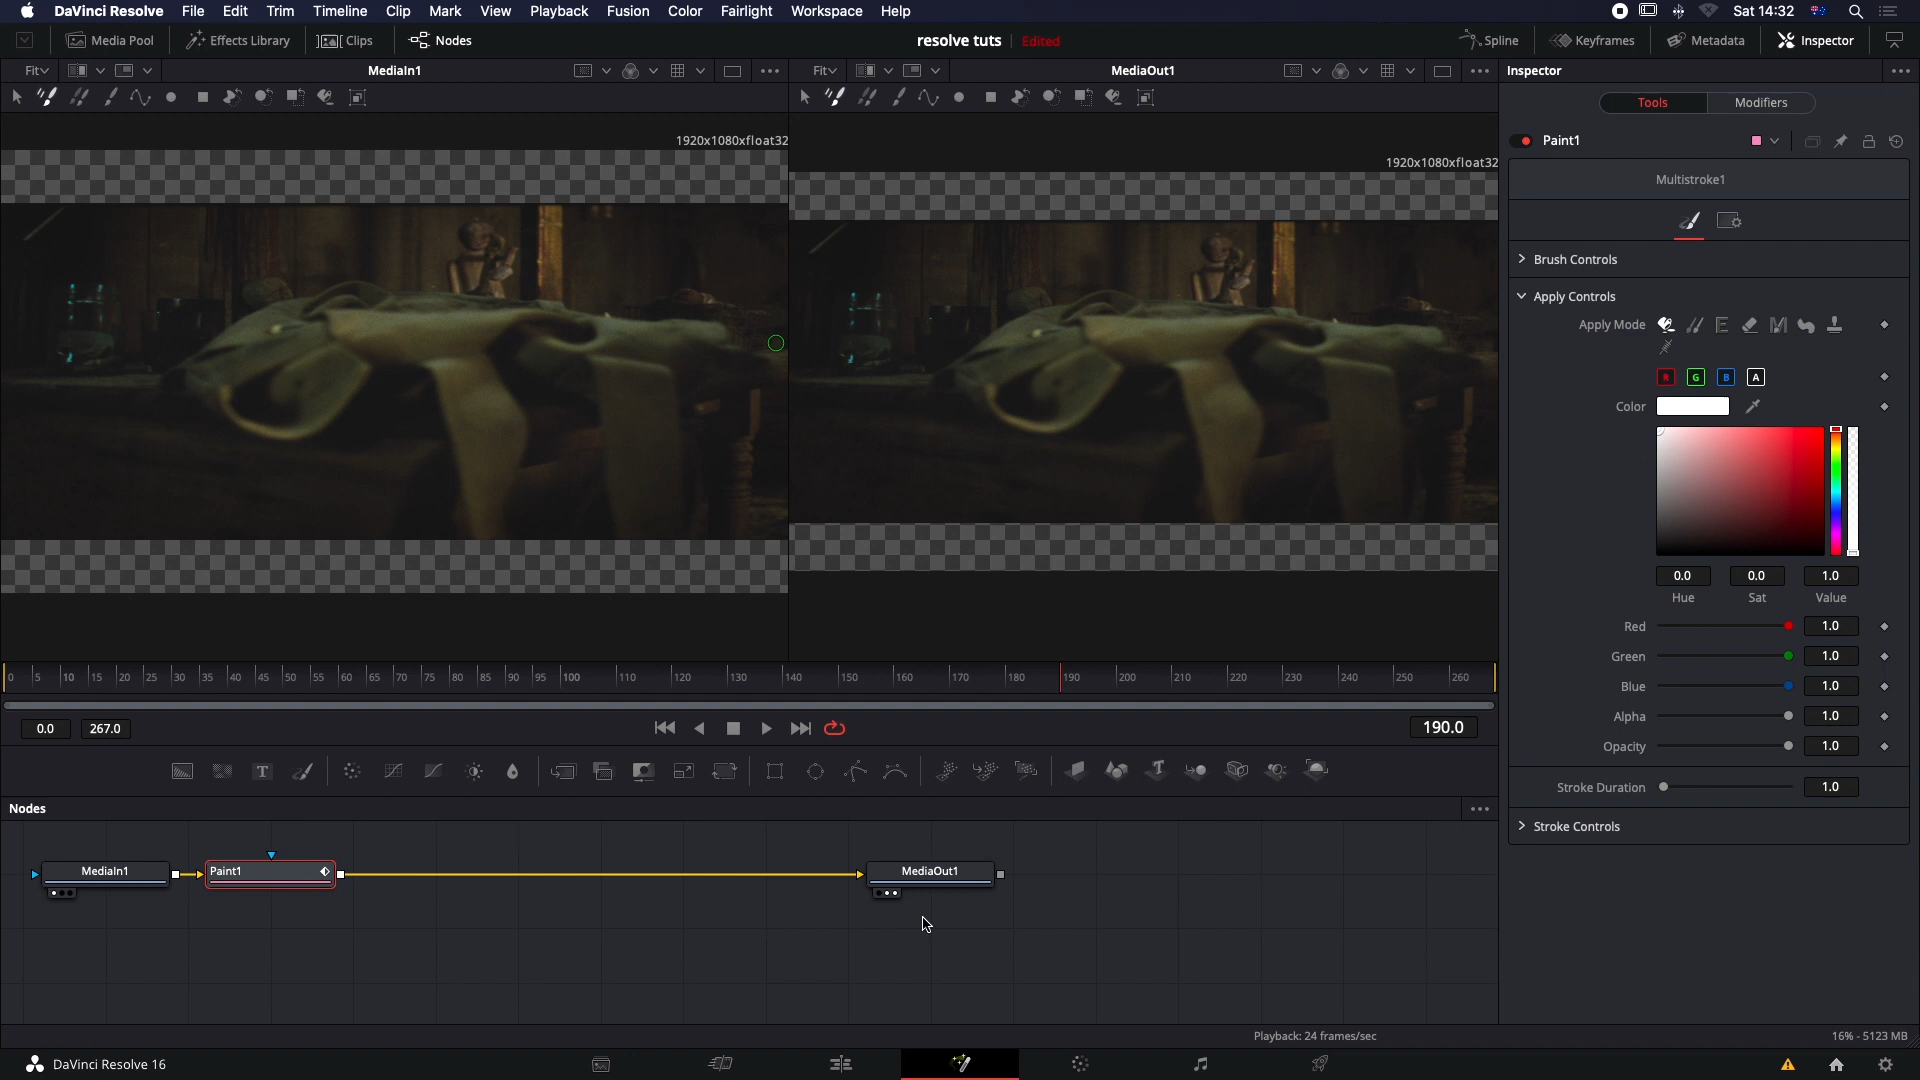 DaVinci Resolve File Edit Trim Timeline Clip Mark View Playback Fusion Color Fairlight Workspace Help Sat 14:32
Media Pool Effects Library Clips Nodes resolve tuts Edited Spline Keyframes Metadata Inspector
Fit MediaIn1 Fit MediaOut1 Inspector
Tools Modifiers
1920x1080xfloat32 1920x1080xfloat32
Paint1
Multistroke1
Brush Controls
Apply Controls
Apply Mode
R G B A
Color
0.0 0.0 1.0
Hue Sat Value
Red 1.0
Green 1.0
Blue 1.0
Alpha 1.0
Opacity 1.0
Stroke Duration 1.0
Stroke Controls
0 5 10 15 20 25 30 35 40 45 50 55 60 65 70 75 80 85 90 95 100 110 120 130 140 150 160 170 180 190 200 210 220 230 240 250 260
0.0 267.0 190.0
Nodes
MediaIn1 Paint1 MediaOut1
Playback: 24 frames/sec 16% - 5123 MB
DaVinci Resolve 16